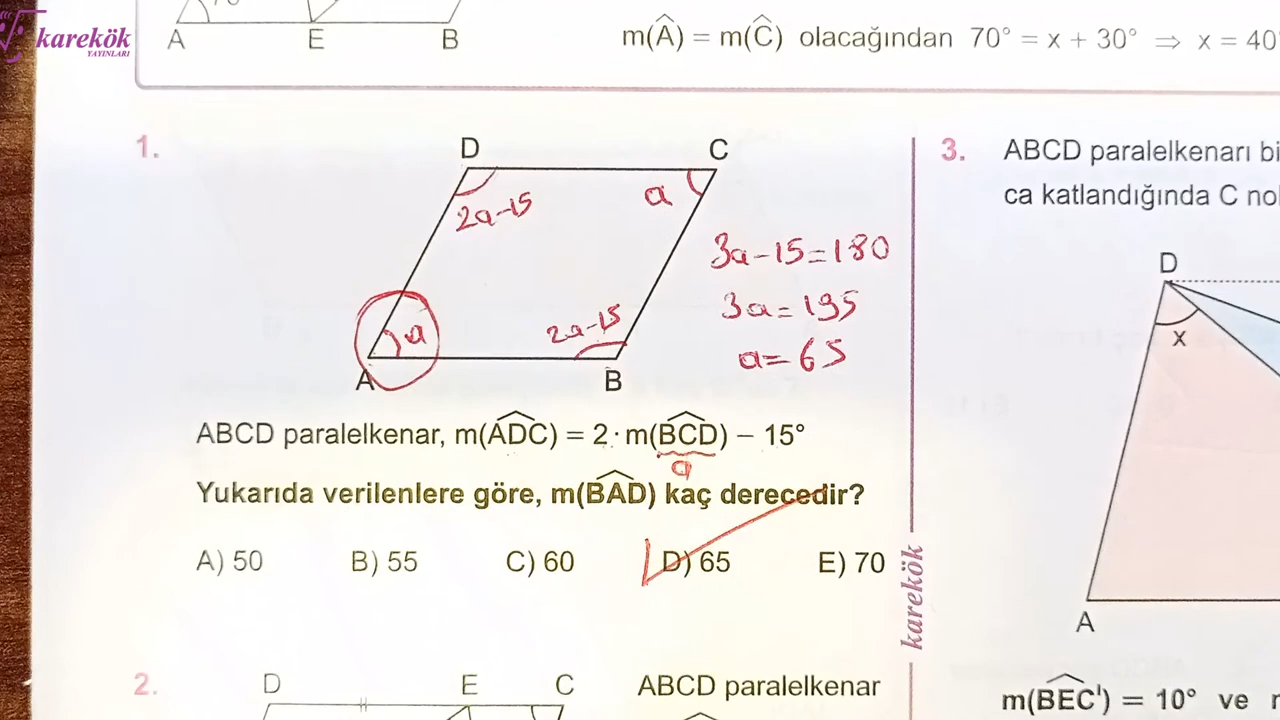 karekök
YAYINLARI
A E B
m(A) = m(C) olacağından 70° = x + 30° ⇒ x = 40°
1.
D C
2a-15 a
a 2a-15
A B
3a-15=180
3a=195
a=65
ABCD paralelkenar, m(ADC) = 2·m(BCD) – 15°
a
Yukarıda verilenlere göre, m(BAD) kaç derecedir?
A) 50 B) 55 C) 60 D) 65 E) 70
2.
D E C
ABCD paralelkenar
karekök
3. ABCD paralelkenarı bi
ca katlandığında C nol
D
x
A
m(BEC') = 10° ve